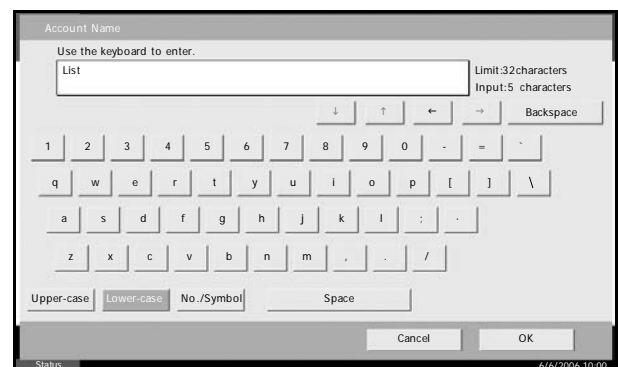 Account Name
Use the keyboard to enter.
List
Limit:32characters
Input:5 characters
↓ ↑ ← → Backspace
1 2 3 4 5 6 7 8 9 0 - = `
q w e r t y u i o p [ ] \
a s d f g h j k l ; '
z x c v b n m , . /
Upper-case Lower-case No./Symbol Space
Cancel OK
Status 6/6/2006 10:00